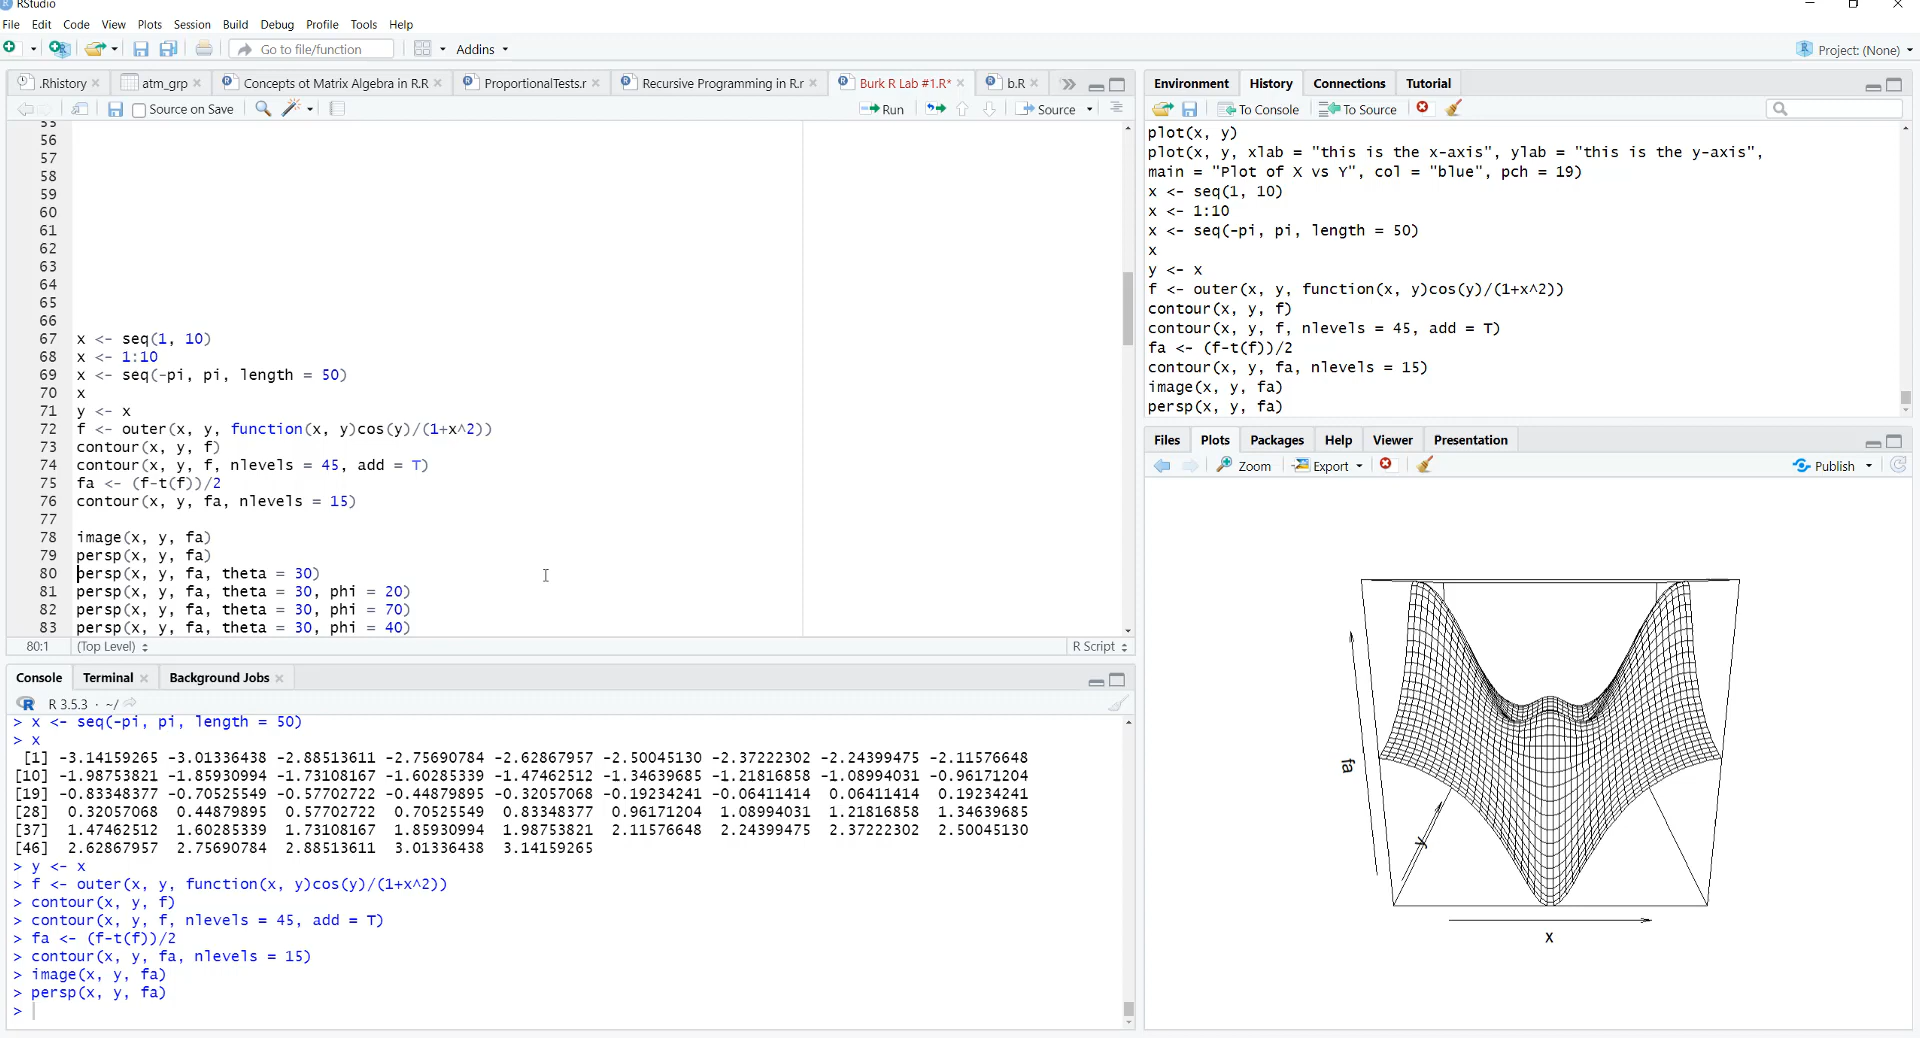 RStudio
File Edit Code View Plots Session Build Debug Profile Tools Help
Go to file/function Addins Project: (None)
.Rhistory atm_grp Concepts ot Matrix Algebra in R.R ProportionalTests.r Recursive Programming in R.r Burk R Lab #1.R* b.R
Source on Save Run Source
55
56
57
58
59
60
61
62
63
64
65
66
67 x <- seq(1, 10)
68 x <- 1:10
69 x <- seq(-pi, pi, length = 50)
70 x
71 y <- x
72 f <- outer(x, y, function(x, y)cos(y)/(1+x^2))
73 contour(x, y, f)
74 contour(x, y, f, nlevels = 45, add = T)
75 fa <- (f-t(f))/2
76 contour(x, y, fa, nlevels = 15)
77
78 image(x, y, fa)
79 persp(x, y, fa)
80 persp(x, y, fa, theta = 30)
81 persp(x, y, fa, theta = 30, phi = 20)
82 persp(x, y, fa, theta = 30, phi = 70)
83 persp(x, y, fa, theta = 30, phi = 40)
80:1 (Top Level) R Script
Console Terminal Background Jobs
R 3.5.3 · ~/
> x <- seq(-pi, pi, length = 50)
> x
[1] -3.14159265 -3.01336438 -2.88513611 -2.75690784 -2.62867957 -2.50045130 -2.37222302 -2.24399475 -2.11576648
[10] -1.98753821 -1.85930994 -1.73108167 -1.60285339 -1.47462512 -1.34639685 -1.21816858 -1.08994031 -0.96171204
[19] -0.83348377 -0.70525549 -0.57702722 -0.44879895 -0.32057068 -0.19234241 -0.06411414 0.06411414 0.19234241
[28] 0.32057068 0.44879895 0.57702722 0.70525549 0.83348377 0.96171204 1.08994031 1.21816858 1.34639685
[37] 1.47462512 1.60285339 1.73108167 1.85930994 1.98753821 2.11576648 2.24399475 2.37222302 2.50045130
[46] 2.62867957 2.75690784 2.88513611 3.01336438 3.14159265
> y <- x
> f <- outer(x, y, function(x, y)cos(y)/(1+x^2))
> contour(x, y, f)
> contour(x, y, f, nlevels = 45, add = T)
> fa <- (f-t(f))/2
> contour(x, y, fa, nlevels = 15)
> image(x, y, fa)
> persp(x, y, fa)
>
Environment History Connections Tutorial
To Console To Source
plot(x, y)
plot(x, y, xlab = "this is the x-axis", ylab = "this is the y-axis",
main = "Plot of X vs Y", col = "blue", pch = 19)
x <- seq(1, 10)
x <- 1:10
x <- seq(-pi, pi, length = 50)
x
y <- x
f <- outer(x, y, function(x, y)cos(y)/(1+x^2))
contour(x, y, f)
contour(x, y, f, nlevels = 45, add = T)
fa <- (f-t(f))/2
contour(x, y, fa, nlevels = 15)
image(x, y, fa)
persp(x, y, fa)
Files Plots Packages Help Viewer Presentation
Zoom Export Publish
fa
Y
X